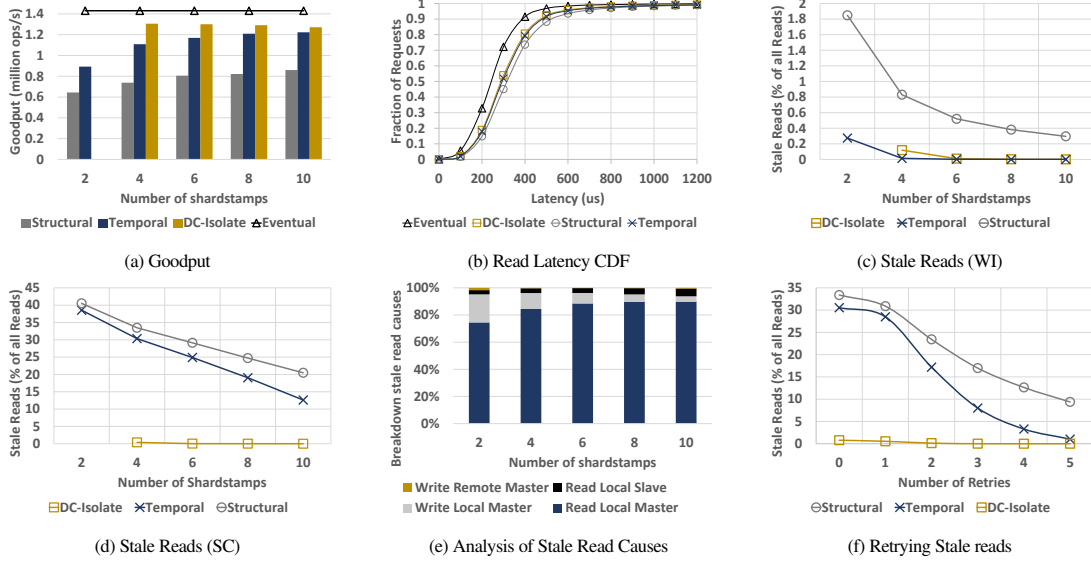 Goodput (million ops/s)
1.4
1.2
1
0.8
0.6
0.4
0.2
0
2 4 6 8 10
Number of shardstamps
Structural Temporal DC-Isolate Eventual
(a) Goodput
Fraction of Requests
1
0.9
0.8
0.7
0.6
0.5
0.4
0.3
0.2
0.1
0
0 200 400 600 800 1000 1200
Latency (us)
Eventual DC-Isolate Structural Temporal
(b) Read Latency CDF
Stale Reads (% of all Reads)
2
1.8
1.6
1.4
1.2
1
0.8
0.6
0.4
0.2
0
2 4 6 8 10
Number of Shardstamps
DC-Isolate Temporal Structural
(c) Stale Reads (WI)
Stale Reads (% of all Reads)
45
40
35
30
25
20
15
10
5
0
2 4 6 8 10
Number of Shardstamps
DC-Isolate Temporal Structural
(d) Stale Reads (SC)
Breakdown stale read causes
100%
80%
60%
40%
20%
0%
2 4 6 8 10
Number of shardstamps
Write Remote Master Read Local Slave
Write Local Master Read Local Master
(e) Analysis of Stale Read Causes
Stale Reads (% of all Reads)
35
30
25
20
15
10
5
0
0 1 2 3 4 5
Number of Retries
Structural Temporal DC-Isolate
(f) Retrying Stale reads